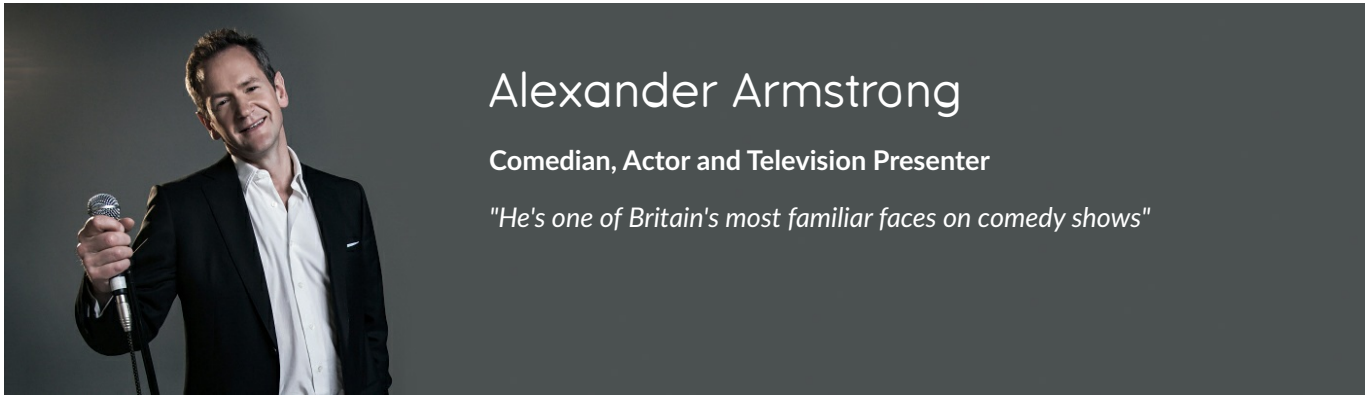 Alexander Armstrong
Comedian, Actor and Television Presenter
"He's one of Britain's most familiar faces on comedy shows"